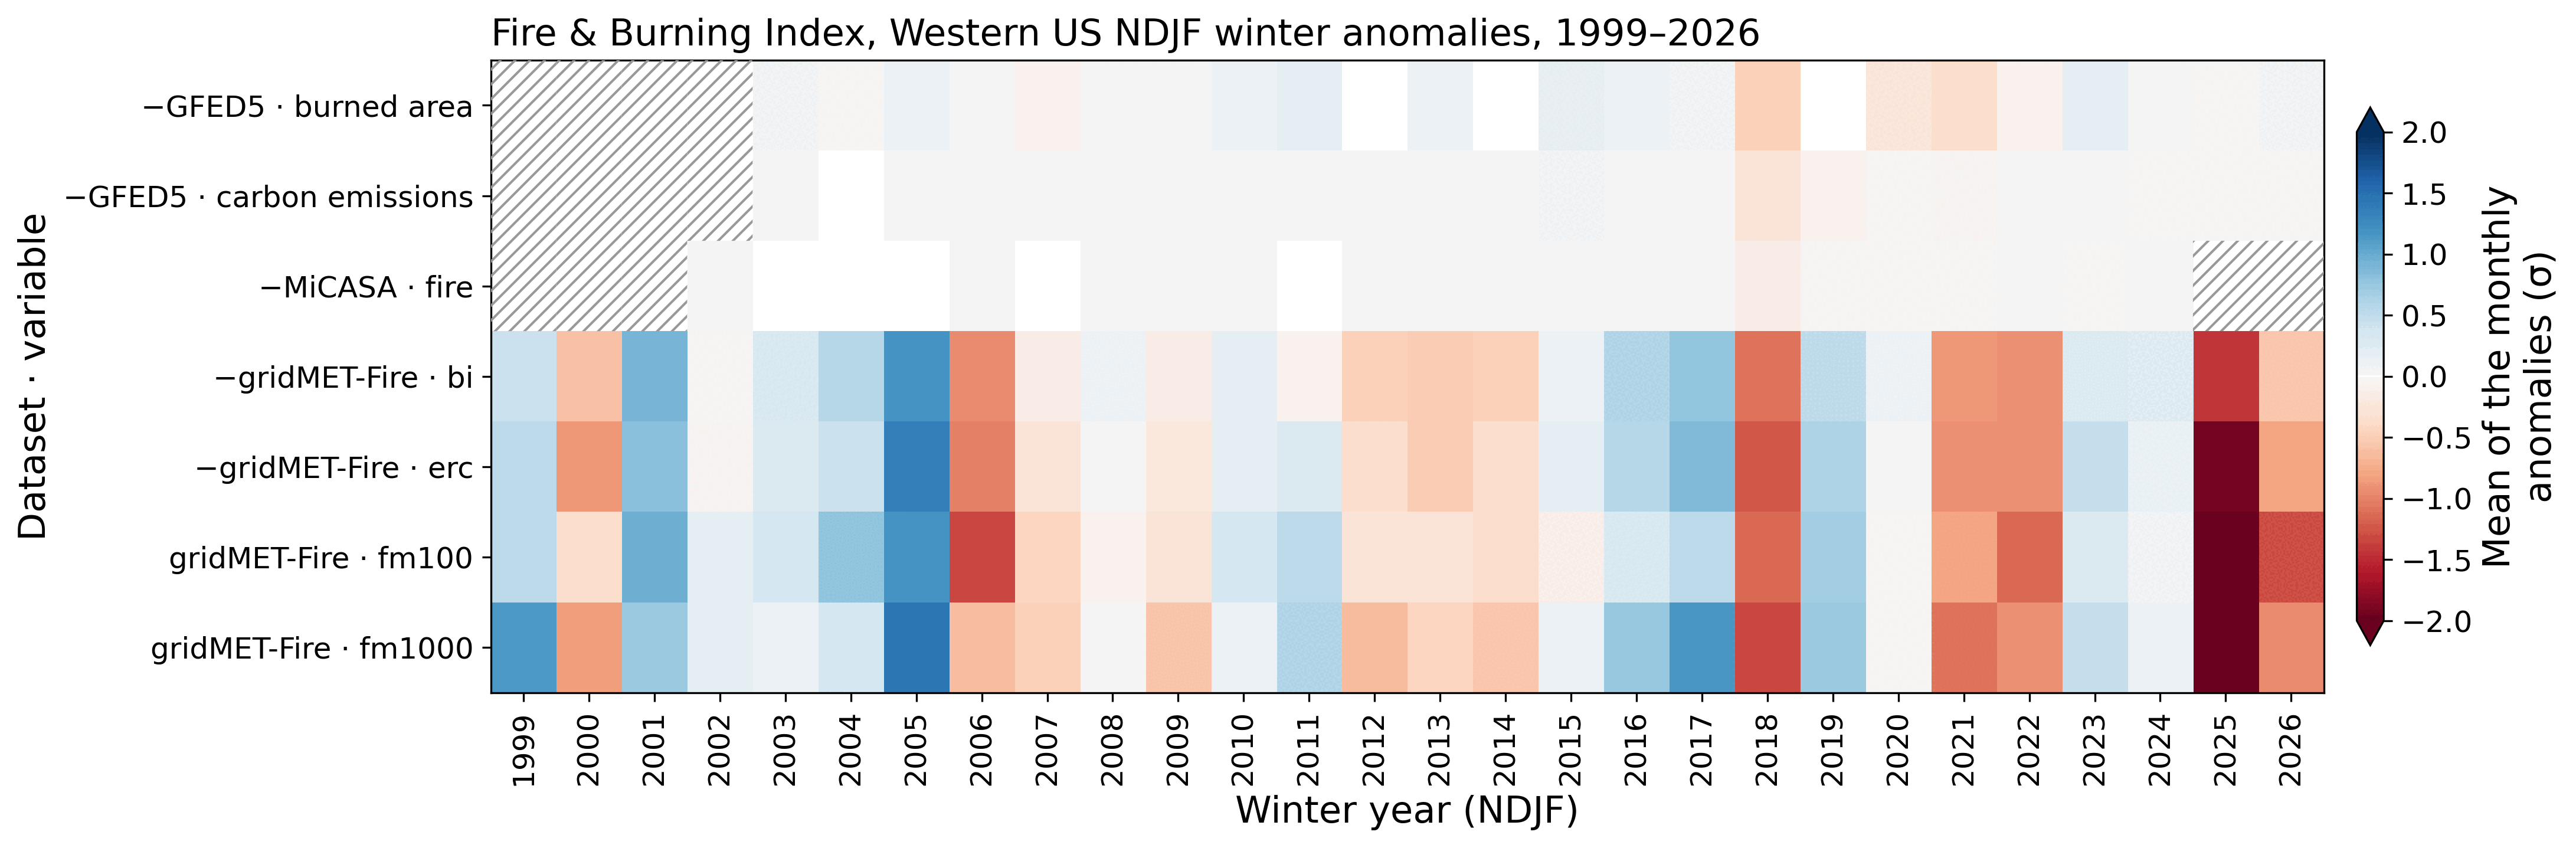 Fire & Burning Index, Western US NDJF winter anomalies, 1999–2026
Dataset · variable
−GFED5 · burned area
−GFED5 · carbon emissions
−MiCASA · fire
−gridMET-Fire · bi
−gridMET-Fire · erc
gridMET-Fire · fm100
gridMET-Fire · fm1000
1999 2000 2001 2002 2003 2004 2005 2006 2007 2008 2009 2010 2011 2012 2013 2014 2015 2016 2017 2018 2019 2020 2021 2022 2023 2024 2025 2026
Winter year (NDJF)
2.0
1.5
1.0
0.5
0.0
−0.5
−1.0
−1.5
−2.0
Mean of the monthly
anomalies (σ)